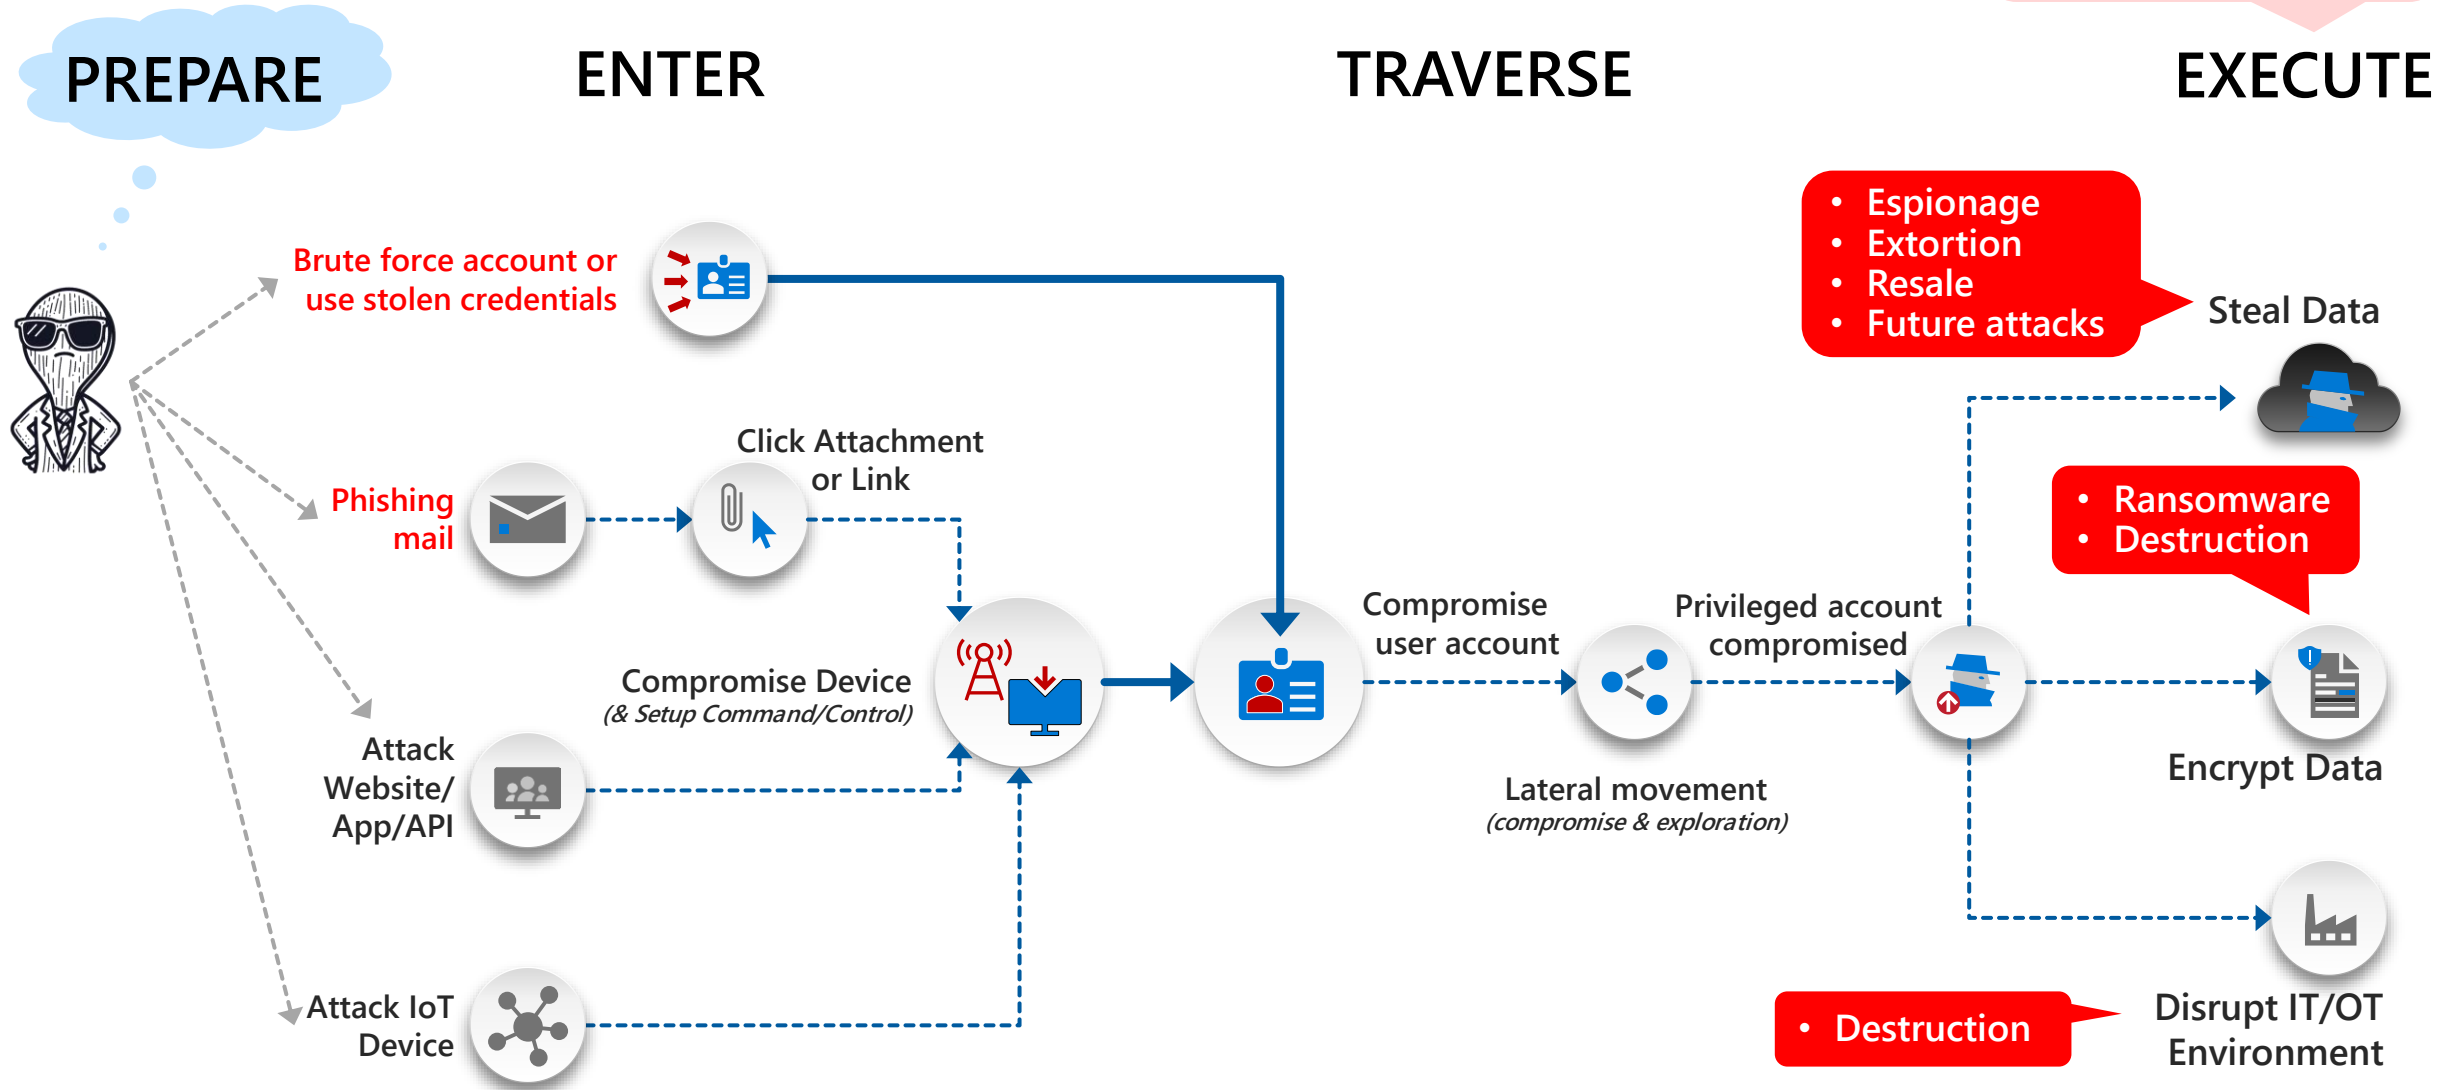 PREPARE
ENTER
TRAVERSE
EXECUTE
Brute force account or
use stolen credentials
• Espionage
• Extortion
• Resale
• Future attacks
Steal Data
Click Attachment
or Link
Phishing
mail
• Ransomware
• Destruction
Compromise
user account
Privileged account
compromised
Compromise Device
(& Setup Command/Control)
Attack
Website/
App/API
Lateral movement
(compromise & exploration)
Encrypt Data
Attack IoT
Device
• Destruction
Disrupt IT/OT
Environment